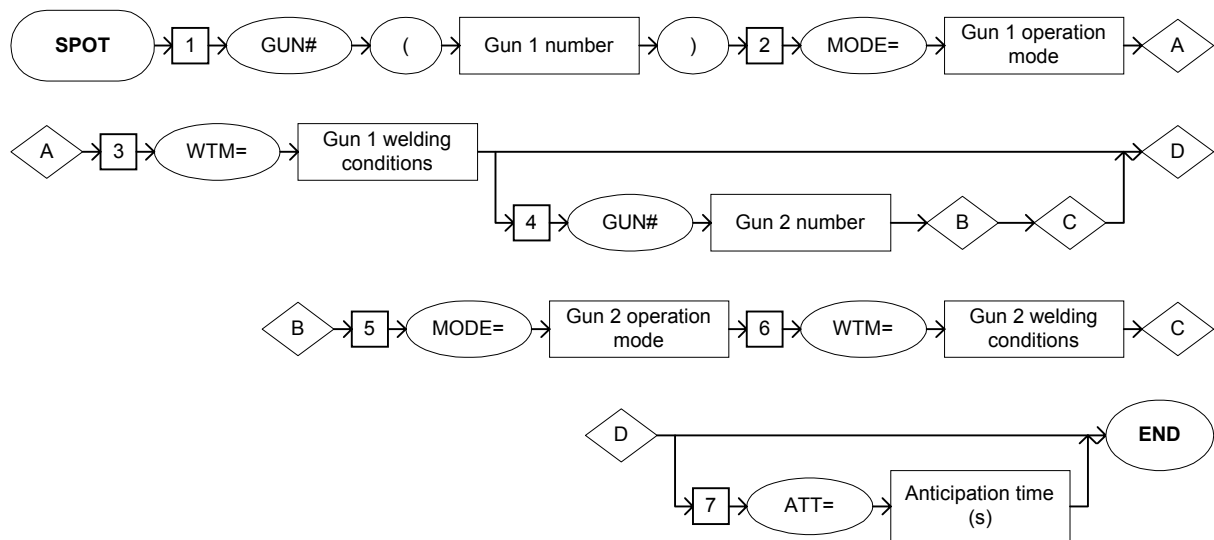 SPOT 1 GUN# ( Gun 1 number ) 2 MODE= Gun 1 operation
mode A
A 3 WTM= Gun 1 welding
conditions D
4 GUN# Gun 2 number B C
B 5 MODE= Gun 2 operation
mode 6 WTM= Gun 2 welding
conditions C
D END
7 ATT= Anticipation time
(s)